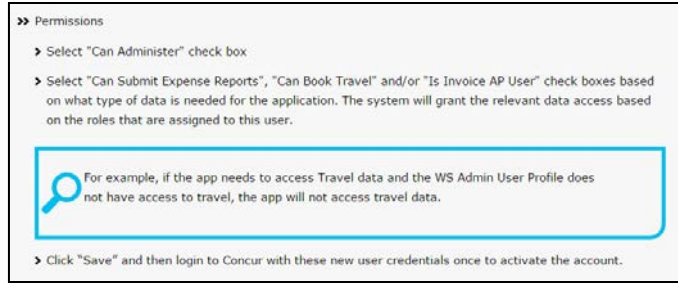 >> Permissions
> Select "Can Administer" check box
> Select "Can Submit Expense Reports", "Can Book Travel" and/or "Is Invoice AP User" check boxes based
on what type of data is needed for the application. The system will grant the relevant data access based
on the roles that are assigned to this user.
For example, if the app needs to access Travel data and the WS Admin User Profile does
not have access to travel, the app will not access travel data.
> Click "Save" and then login to Concur with these new user credentials once to activate the account.